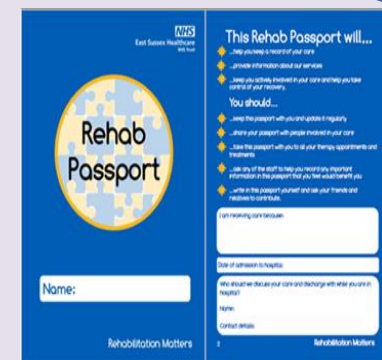 NHS
East Sussex Healthcare
NHS Trust
Rehab
Passport
Name:
Rehabilitation Matters
This Rehab Passport will...
...help you keep a record of your care
...provide information about our services
...keep you actively involved in your care and help you take
control of your recovery.
You should...
...keep this passport with you and update it regularly
...share your passport with people involved in your care
...take this passport with you to all your therapy appointments and
treatments
...ask any of the staff to help you record any important
information in this passport that you feel would benefit you
...write in this passport yourself and ask your friends and
relatives to contribute.
I am receiving care because:
Date of admission to hospital:
Who should we discuss your care and discharge with while you are in
hospital?
Name:
Contact details:
2
Rehabilitation Matters